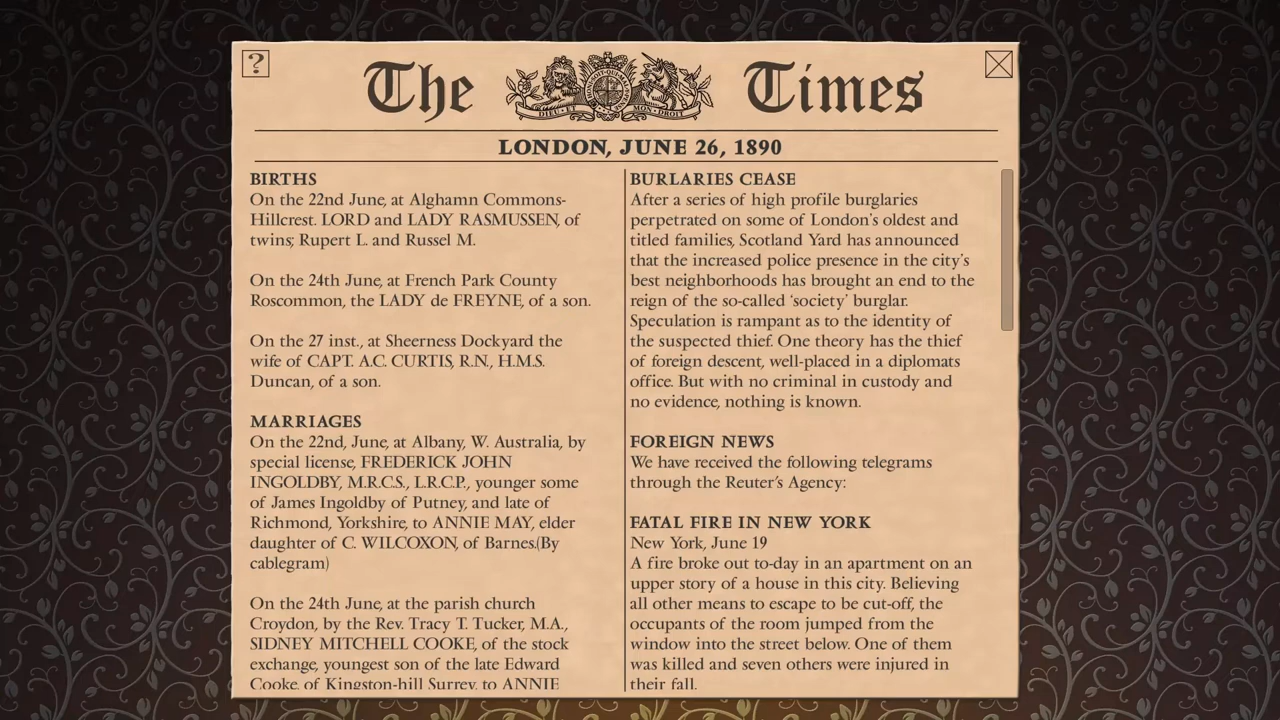 ?
The Times
DIEU · ET MON · DROIT
LONDON, JUNE 26, 1890
BIRTHS
On the 22nd June, at Alghamn Commons-
Hillcrest. LORD and LADY RASMUSSEN, of
twins; Rupert L. and Russel M.
On the 24th June, at French Park County
Roscommon, the LADY de FREYNE, of a son.
On the 27 inst., at Sheerness Dockyard the
wife of CAPT. A.C. CURTIS, R.N., H.M.S.
Duncan, of a son.
MARRIAGES
On the 22nd, June, at Albany, W. Australia, by
special license, FREDERICK JOHN
INGOLDBY, M.R.C.S., L.R.C.P., younger some
of James Ingoldby of Putney, and late of
Richmond, Yorkshire, to ANNIE MAY, elder
daughter of C. WILCOXON, of Barnes.(By
cablegram)
On the 24th June, at the parish church
Croydon, by the Rev. Tracy T. Tucker, M.A.,
SIDNEY MITCHELL COOKE, of the stock
exchange, youngest son of the late Edward
Cooke, of Kingston-hill Surrey, to ANNIE
BURLARIES CEASE
After a series of high profile burglaries
perpetrated on some of London's oldest and
titled families, Scotland Yard has announced
that the increased police presence in the city's
best neighborhoods has brought an end to the
reign of the so-called 'society' burglar.
Speculation is rampant as to the identity of
the suspected thief. One theory has the thief
of foreign descent, well-placed in a diplomats
office. But with no criminal in custody and
no evidence, nothing is known.
FOREIGN NEWS
We have received the following telegrams
through the Reuter's Agency:
FATAL FIRE IN NEW YORK
New York, June 19
A fire broke out to-day in an apartment on an
upper story of a house in this city. Believing
all other means to escape to be cut-off, the
occupants of the room jumped from the
window into the street below. One of them
was killed and seven others were injured in
their fall.